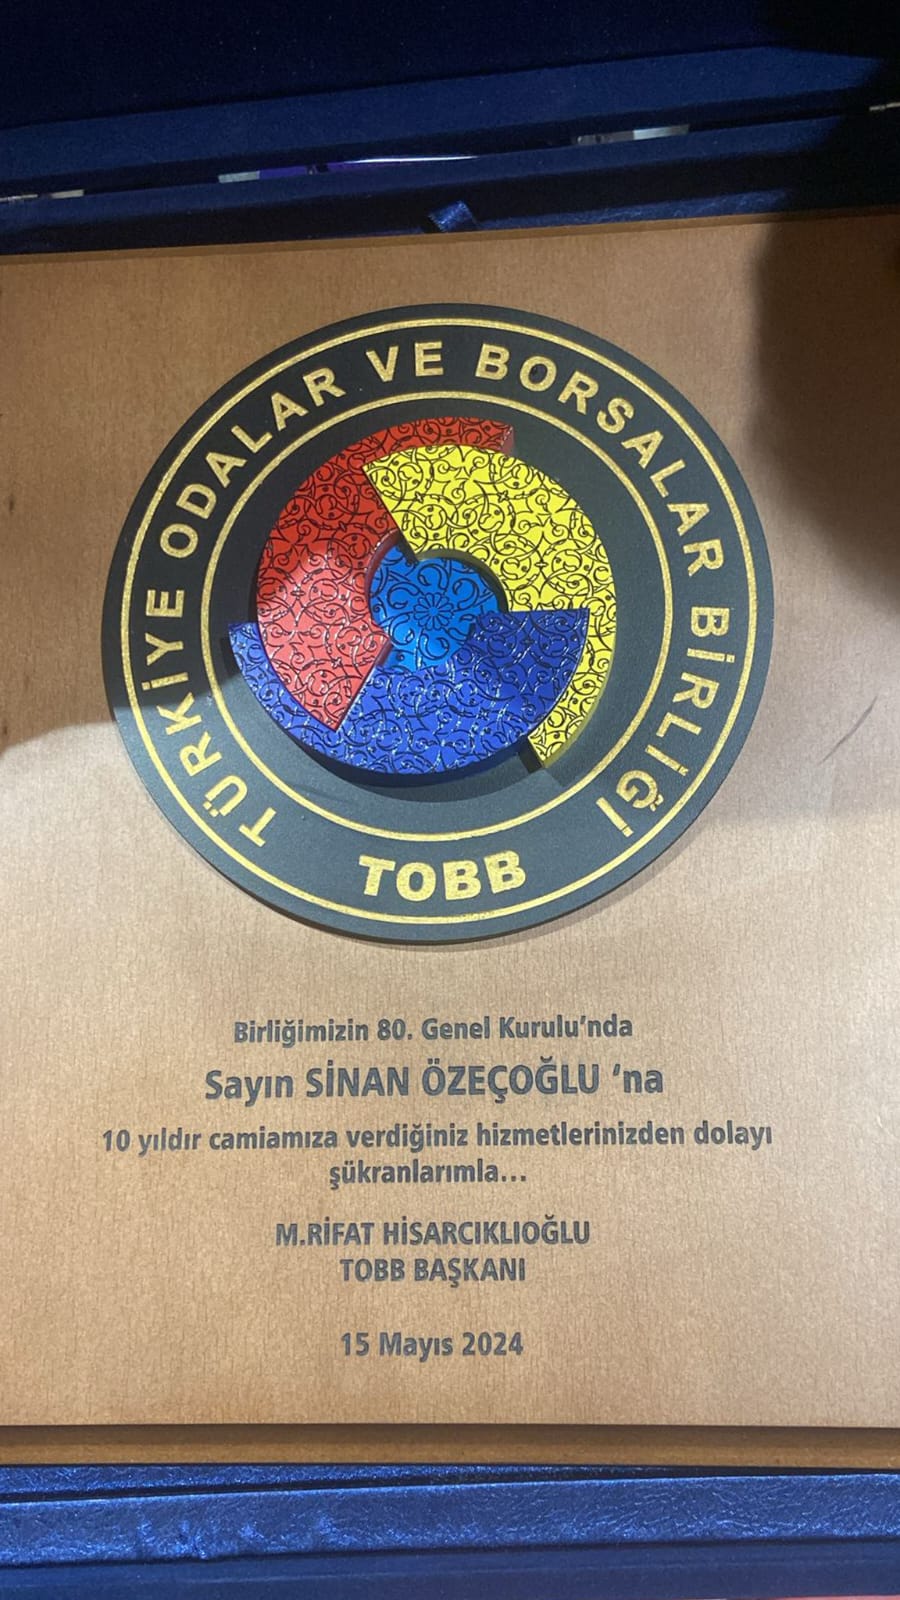 TÜRKİYE ODALAR VE BORSALAR BİRLİĞİ
TOBB
Birliğimizin 80. Genel Kurulu'nda
Sayın SİNAN ÖZEÇOĞLU 'na
10 yıldır camiamıza verdiğiniz hizmetlerinizden dolayı
şükranlarımla...
M.RİFAT HİSARCIKLIOĞLU
TOBB BAŞKANI
15 Mayıs 2024